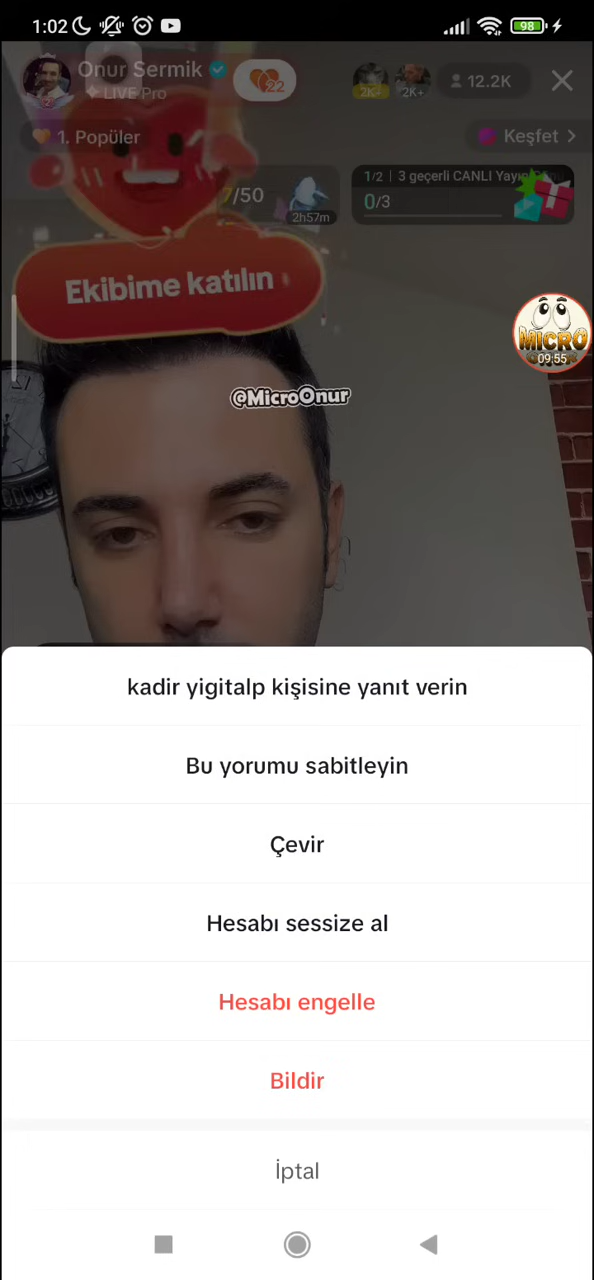 1:02
98
Onur Sermik
LIVE Pro
22
2K+
2K+
12.2K
2
1. Popüler
Keşfet
7/50
2h57m
1/2 | 3 geçerli CANLI Yayın
0/3
Ekibime katılın
MICRO
09:55
@MicroOnur
kadir yigitalp kişisine yanıt verin
Bu yorumu sabitleyin
Çevir
Hesabı sessize al
Hesabı engelle
Bildir
İptal